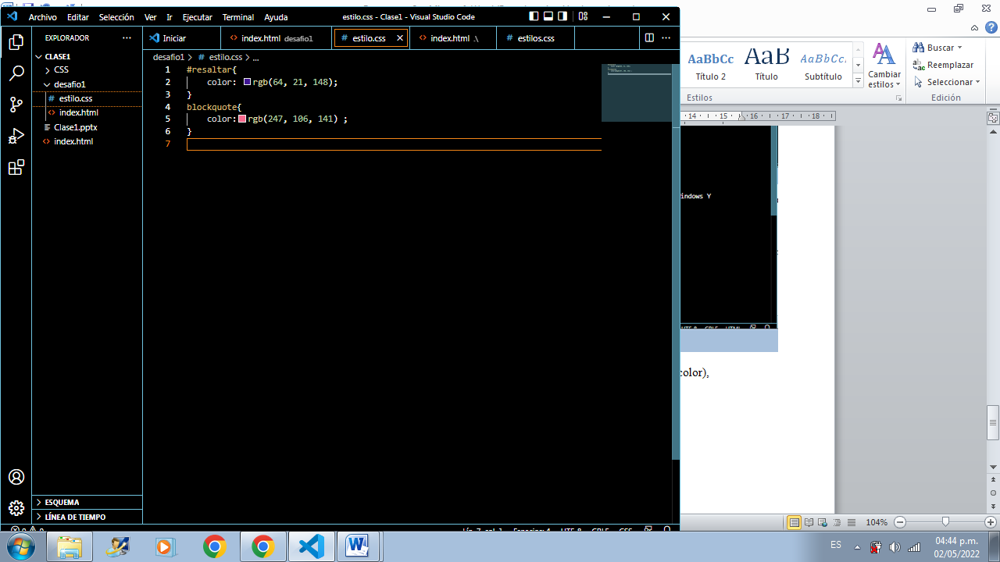 Archivo Editar Selección Ver Ir Ejecutar Terminal Ayuda
estilo.css - Clase1 - Visual Studio Code
EXPLORADOR
Iniciar
index.html desafio1
estilo.css
index.html .\
estilos.css
CLASE1
CSS
desafio1
estilo.css
index.html
Clase1.pptx
index.html
desafio1 > # estilo.css > ...
1 #resaltar{
2 color: rgb(64, 21, 148);
3 }
4 blockquote{
5 color: rgb(247, 106, 141) ;
6 }
7
ESQUEMA
LÍNEA DE TIEMPO
AaBbCc AaB AaBbCc.
Título 2 Título Subtítulo
Cambiar estilos
Estilos
Buscar
Reemplazar
Seleccionar
Edición
14 15 16 17 18
indows Y
color),
104%
ES
04:44 p.m.
02/05/2022